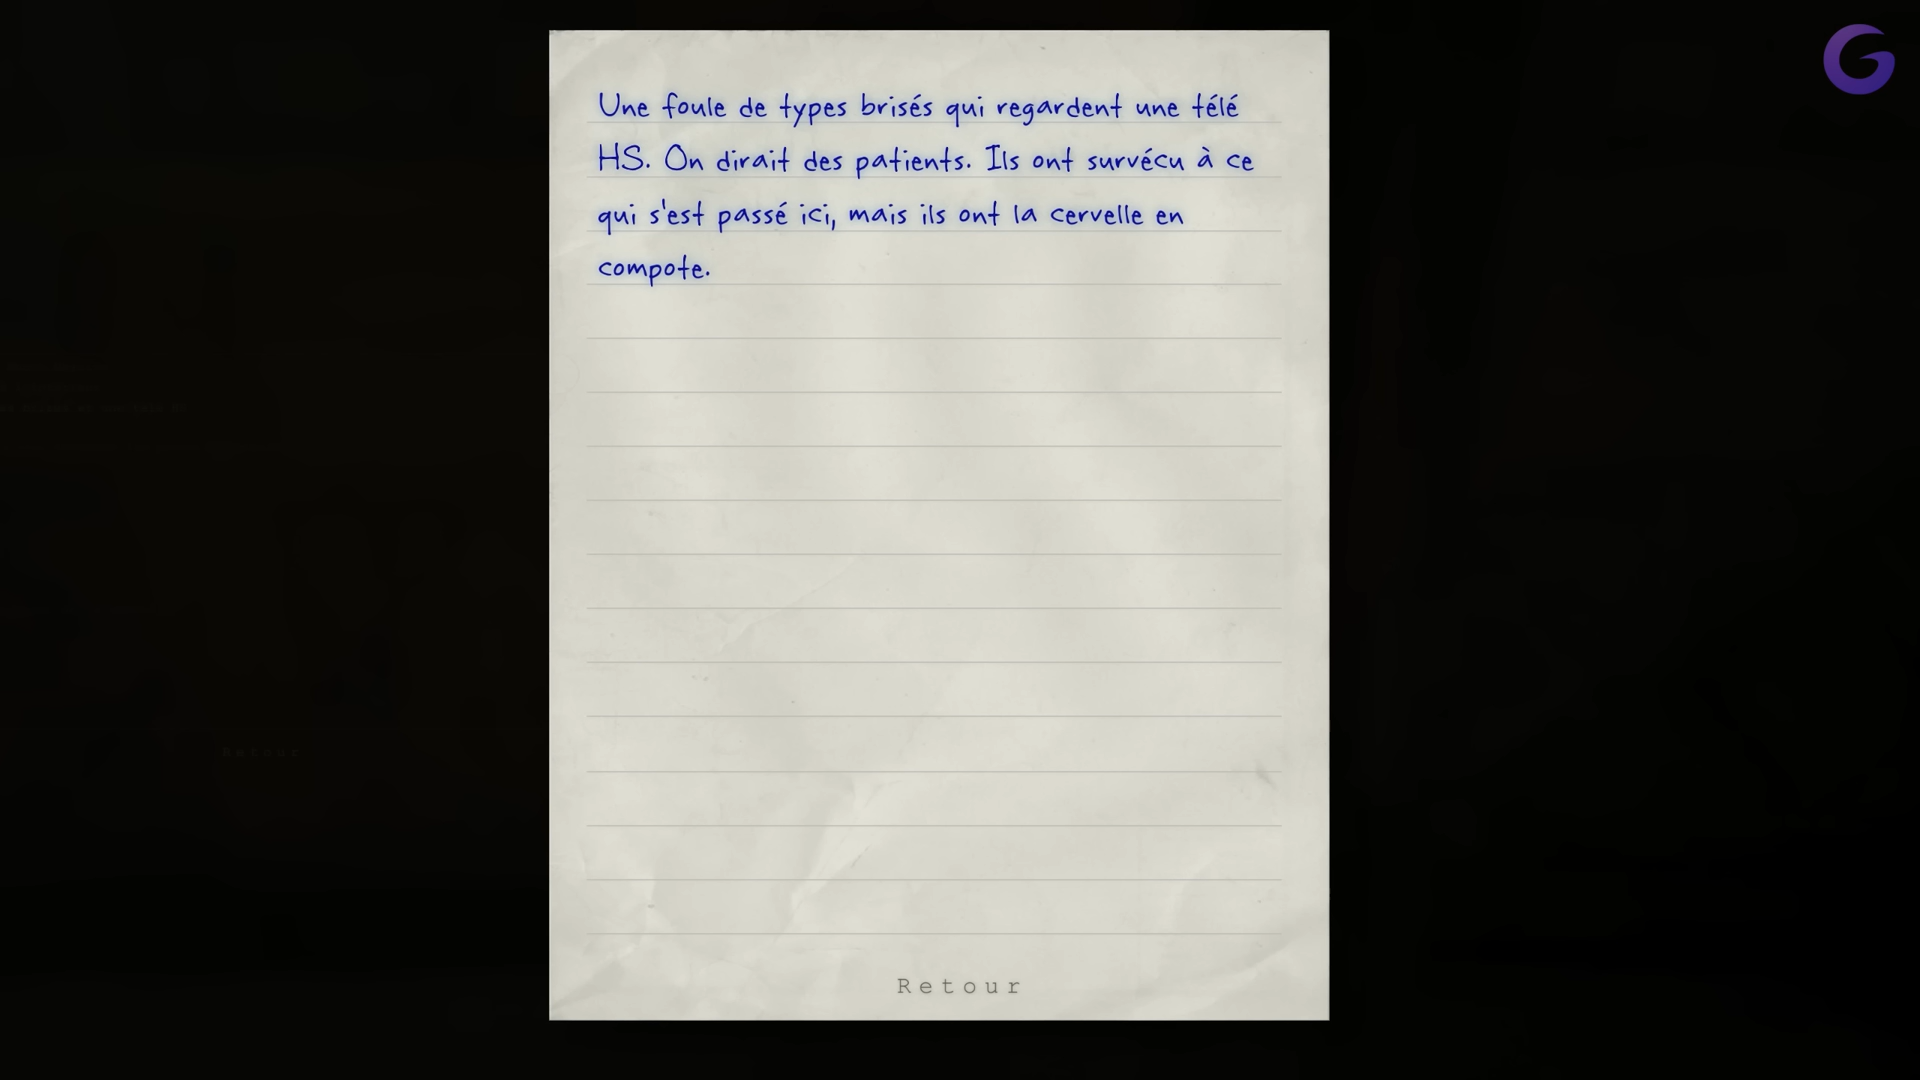 Une foule de types brisés qui regardent une télé
HS. On dirait des patients. Ils ont survécu à ce
qui s'est passé ici, mais ils ont la cervelle en
compote.
Retour
Retour